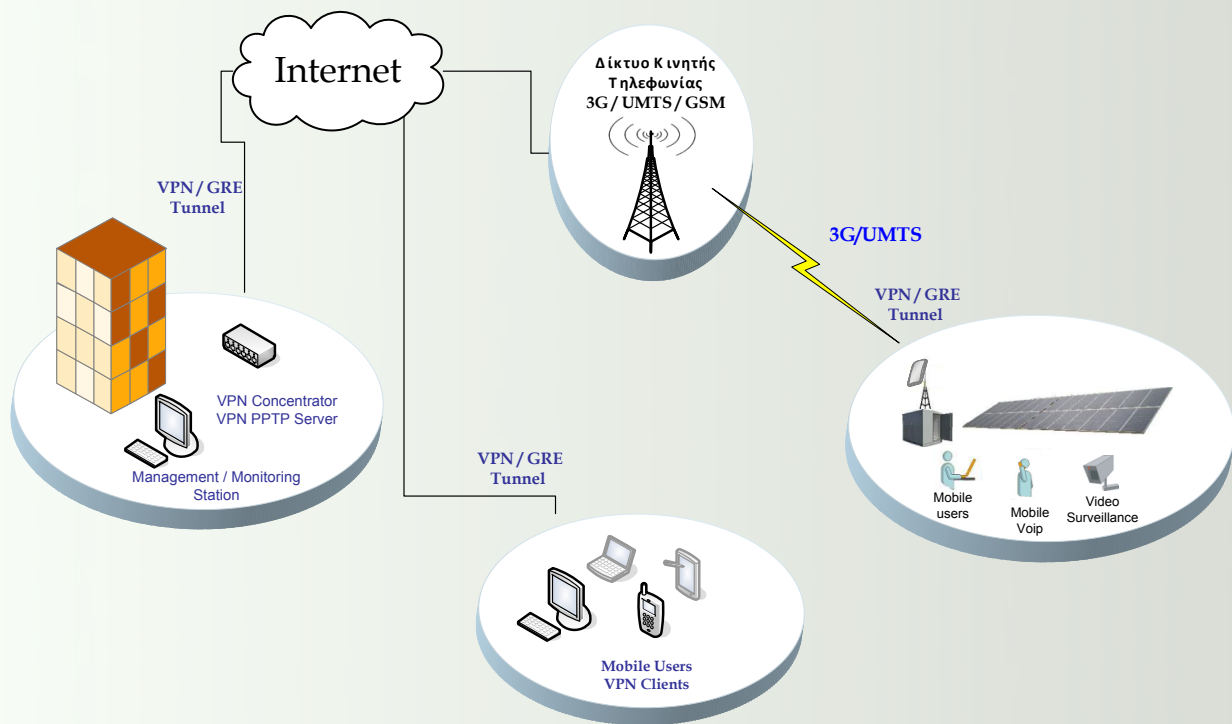 Internet
Δίκτυο Κινητής
Τηλεφωνίας
3G / UMTS / GSM
VPN / GRE
Tunnel
3G/UMTS
VPN / GRE
Tunnel
VPN Concentrator
VPN PPTP Server
Management / Monitoring
Station
VPN / GRE
Tunnel
Mobile
users
Mobile
Voip
Video
Surveillance
Mobile Users
VPN Clients